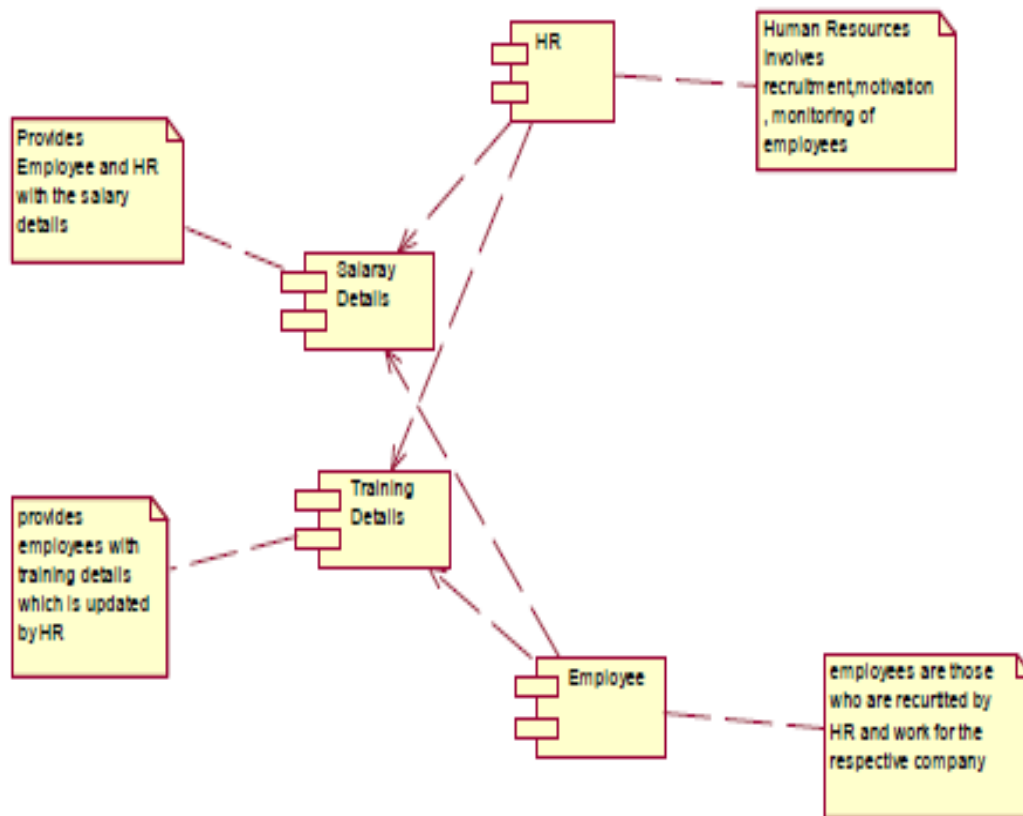 HR
Human Resources
Involves
recruitment,motivation
, monitoring of
employees
Provides
Employee and HR
with the salary
details
Salaray
Details
Training
Details
provides
employees with
training details
which is updated
by HR
Employee
employees are those
who are recurtted by
HR and work for the
respective company